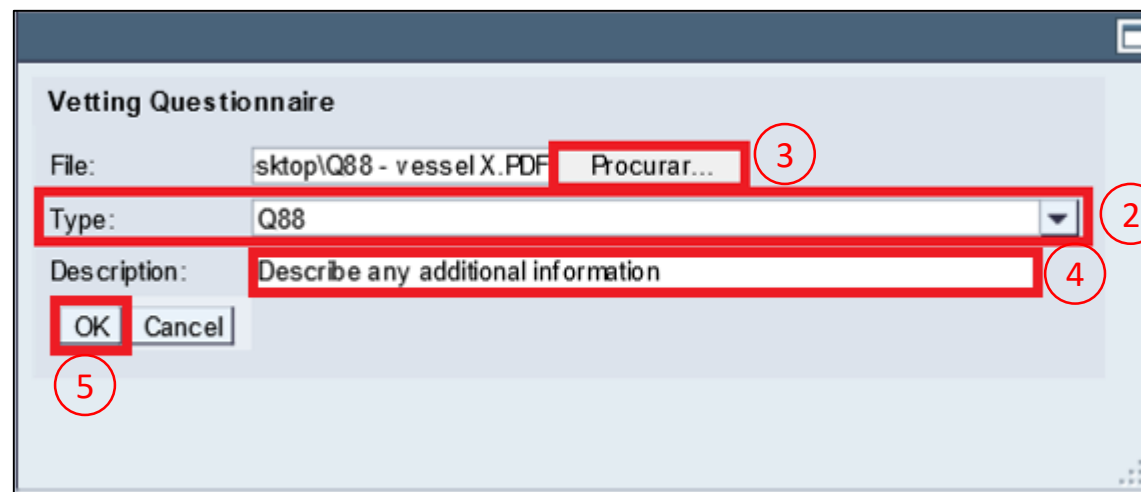 Vetting Questionnaire
File: sktop\Q88 - vessel X.PDF Procurar... 3
Type: Q88 2
Description: Describe any additional information 4
OK Cancel
5